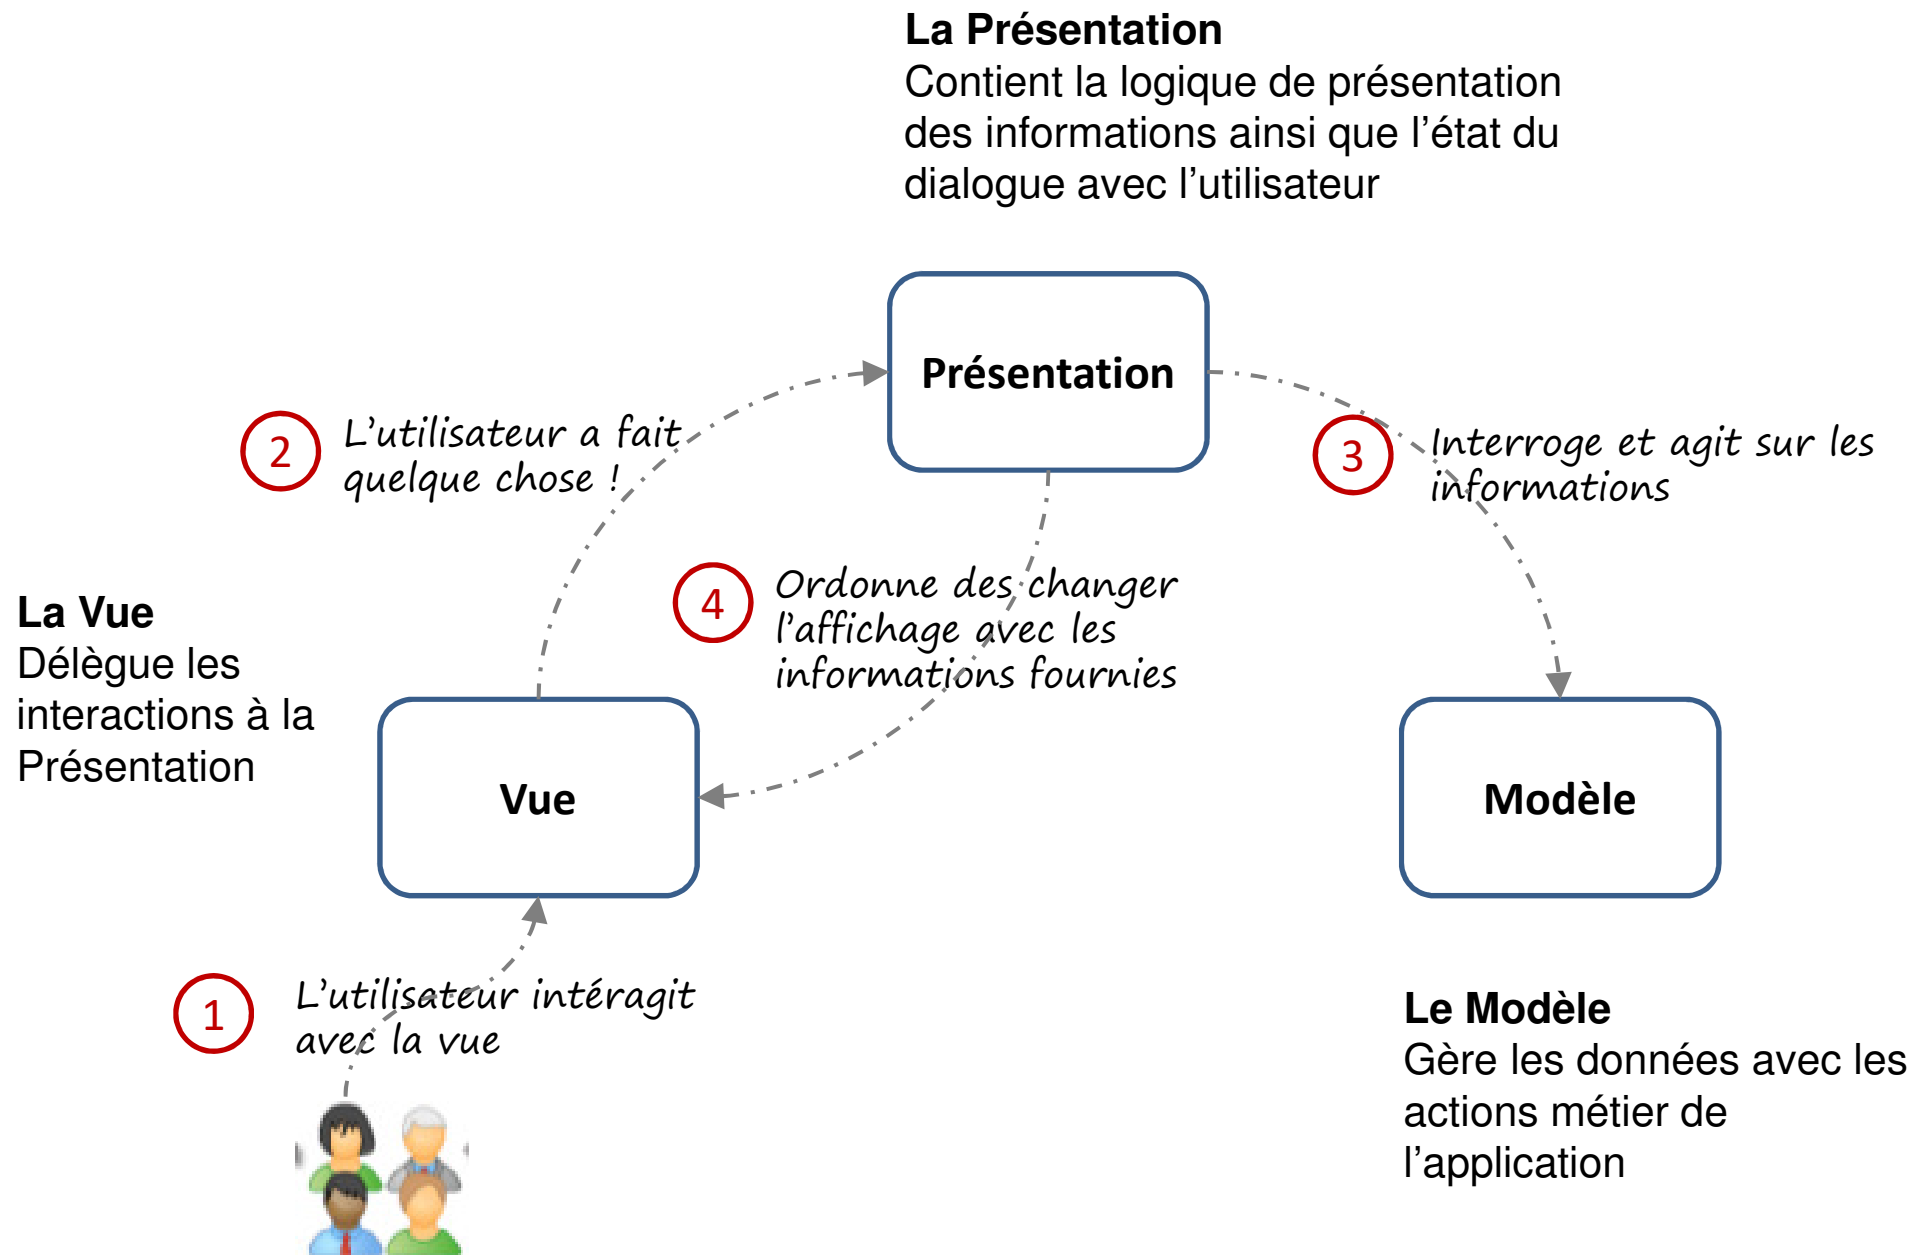 La Présentation
Contient la logique de présentation
des informations ainsi que l’état du
dialogue avec l’utilisateur
Présentation
2
L’utilisateur a fait
quelque chose !
3
Interroge et agit sur les
informations
4
Ordonne des changer
l’affichage avec les
informations fournies
La Vue
Délègue les
interactions à la
Présentation
Vue
Modèle
1
L’utilisateur intéragit
avec la vue
Le Modèle
Gère les données avec les
actions métier de
l’application